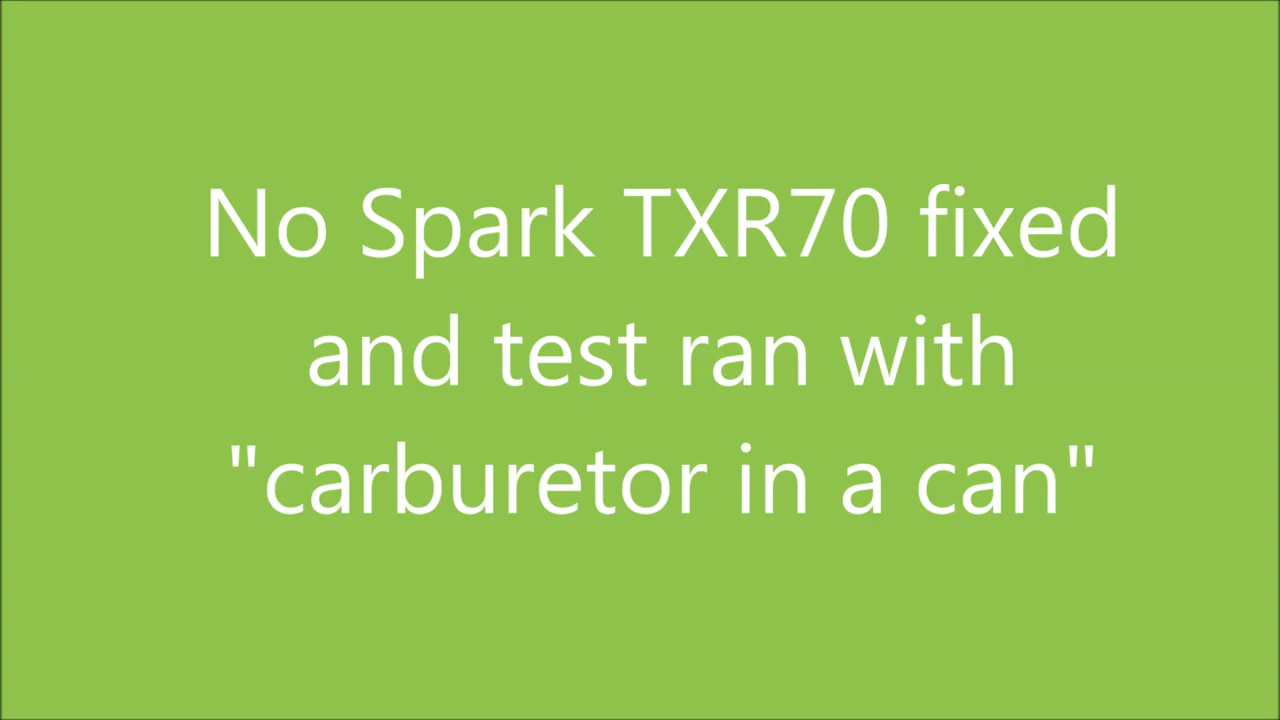 No Spark TXR70 fixed
and test ran with
"carburetor in a can"